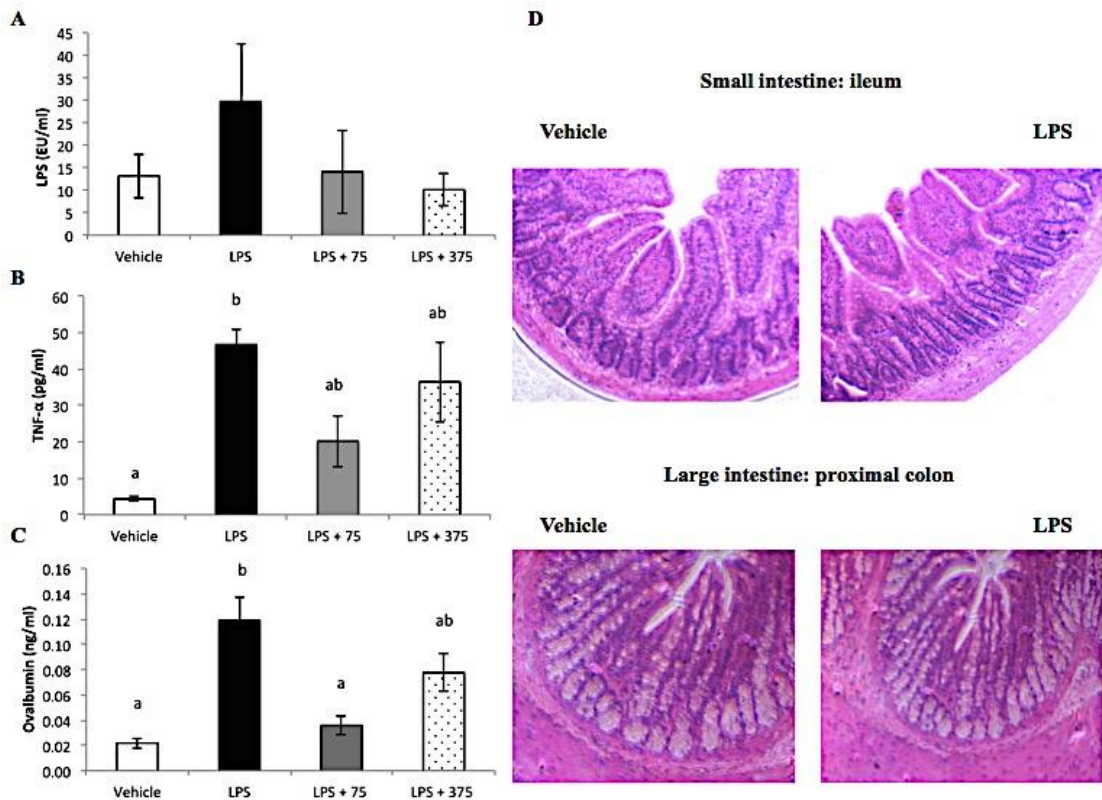 A
LPS (EU/ml)
45
40
35
30
25
20
15
10
5
0
Vehicle
LPS
LPS + 75
LPS + 375
B
TNF-α (pg/ml)
60
50
40
30
20
10
0
a
b
ab
ab
Vehicle
LPS
LPS + 75
LPS + 375
C
Ovalbumin (ng/ml)
0.16
0.14
0.12
0.10
0.08
0.06
0.04
0.02
0.00
a
b
a
ab
Vehicle
LPS
LPS + 75
LPS + 375
D
Small intestine: ileum
Vehicle
LPS
Large intestine: proximal colon
Vehicle
LPS